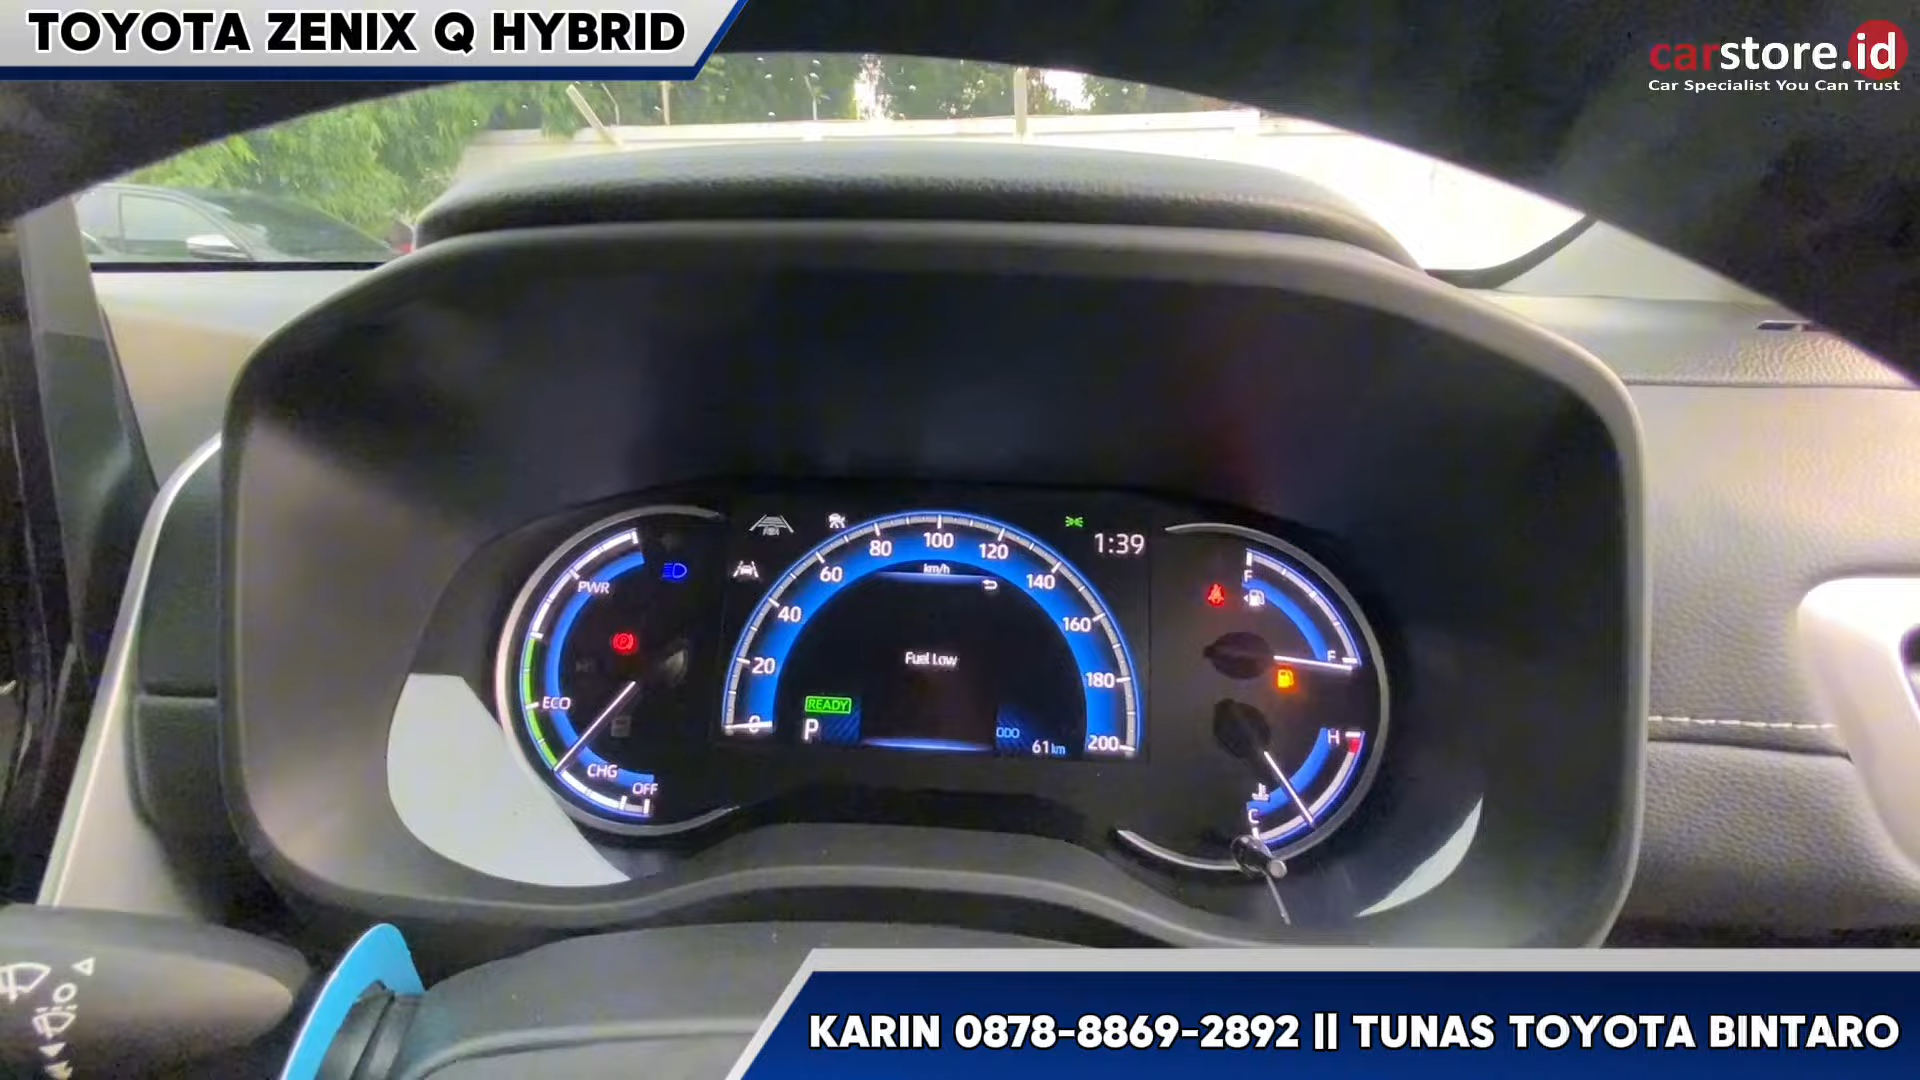 TOYOTA ZENIX Q HYBRID
carstore.id
Car Specialist You Can Trust
1:39
80 100 120
km/h
60 140
40 160
20 180
0 200
PWR
ECO
CHG
OFF
Fuel Low
READY
P
ODO
61 km
F
E
H
C
KARIN 0878-8869-2892 || TUNAS TOYOTA BINTARO